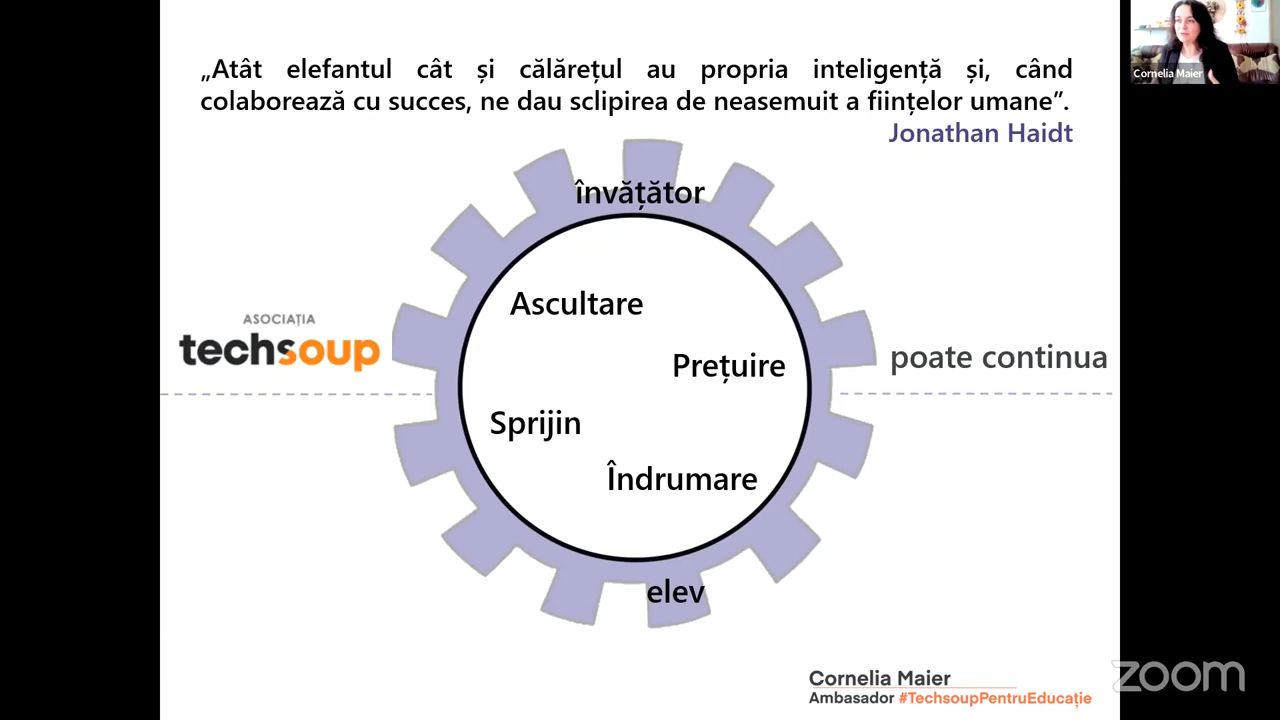 „Atât elefantul cât și călărețul au propria inteligență și, când
colaborează cu succes, ne dau sclipirea de neasemuit a ființelor umane”.
Jonathan Haidt
Cornelia Maier
învățător
Ascultare
Prețuire
Sprijin
Îndrumare
elev
ASOCIAȚIA
techsoup
poate continua
Cornelia Maier
Ambasador #TechsoupPentruEducație
zoom